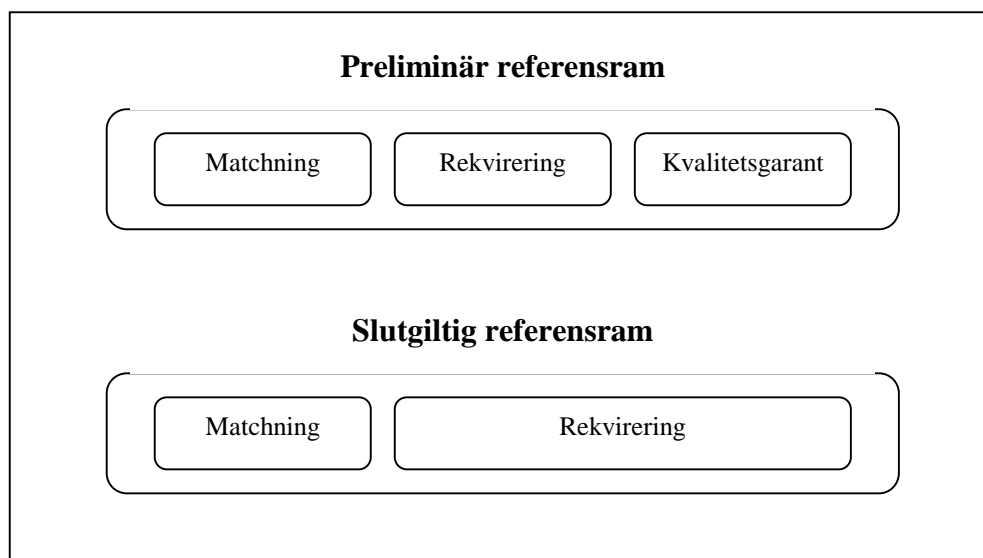 Preliminär referensram
Matchning Rekvirering Kvalitetsgarant
Slutgiltig referensram
Matchning Rekvirering